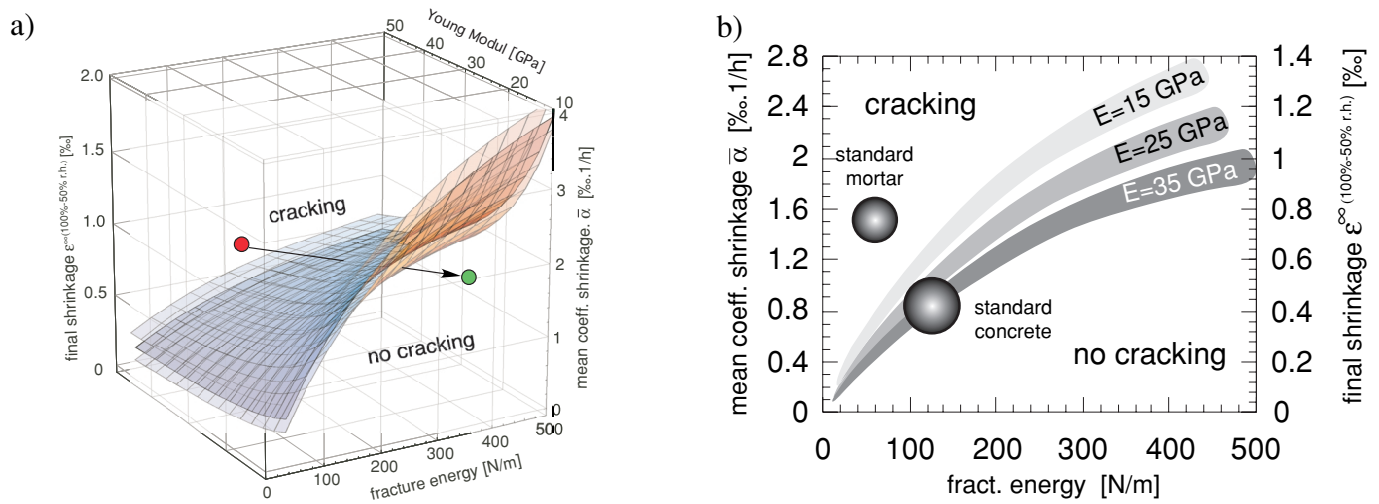 a)
Young Modul [GPa]
50
40
30
20
10
2.0
1.5
1.0
0.5
0
final shrinkage ε∞(100%-50% r.h.) [‰]
cracking
no cracking
4
3
2
1
0
mean coeff. shrinkage. α̅ [‰.1/h]
0
100
200
300
400
500
fracture energy [N/m]
b)
mean coeff. shrinkage α̅ [‰.1/h]
2.8
2.4
2
1.6
1.2
0.8
0.4
0
cracking
E=15 GPa
E=25 GPa
E=35 GPa
standard
mortar
standard
concrete
no cracking
1.4
1.2
1
0.8
0.6
0.4
0.2
0
final shrinkage ε∞(100%-50% r.h.) [‰]
0 100 200 300 400 500
fract. energy [N/m]